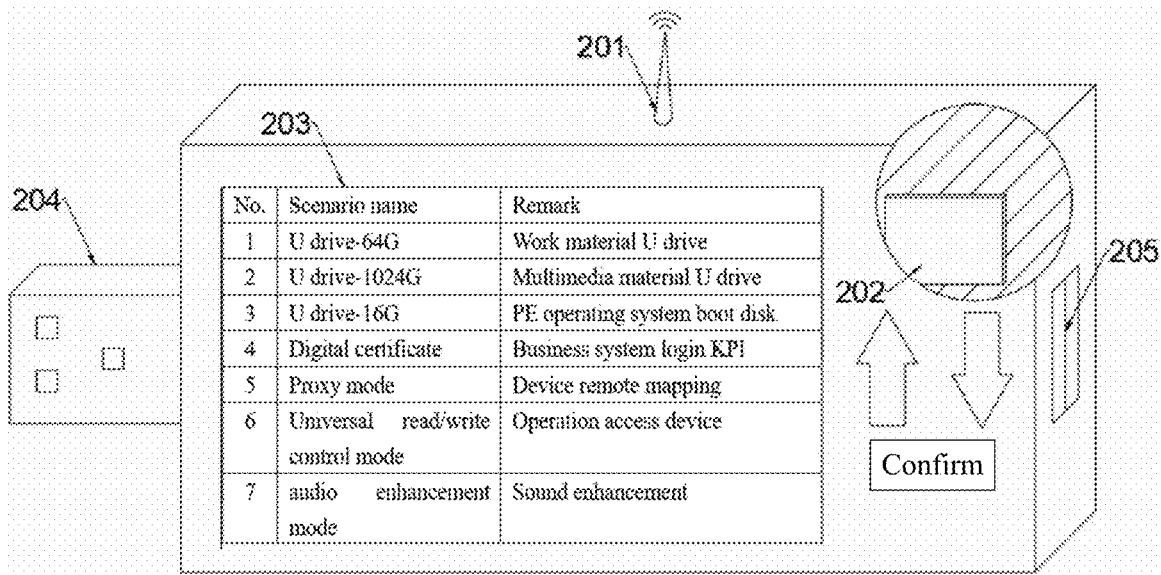 201
203
204
No. Scenario name Remark
1 U drive-64G Work material U drive
2 U drive-1024G Multimedia material U drive
3 U drive-16G PE operating system boot disk
4 Digital certificate Business system login KPI
5 Proxy mode Device remote mapping
6 Universal read/write Operation access device
control mode
7 audio enhancement Sound enhancement
mode
205
202
Confirm